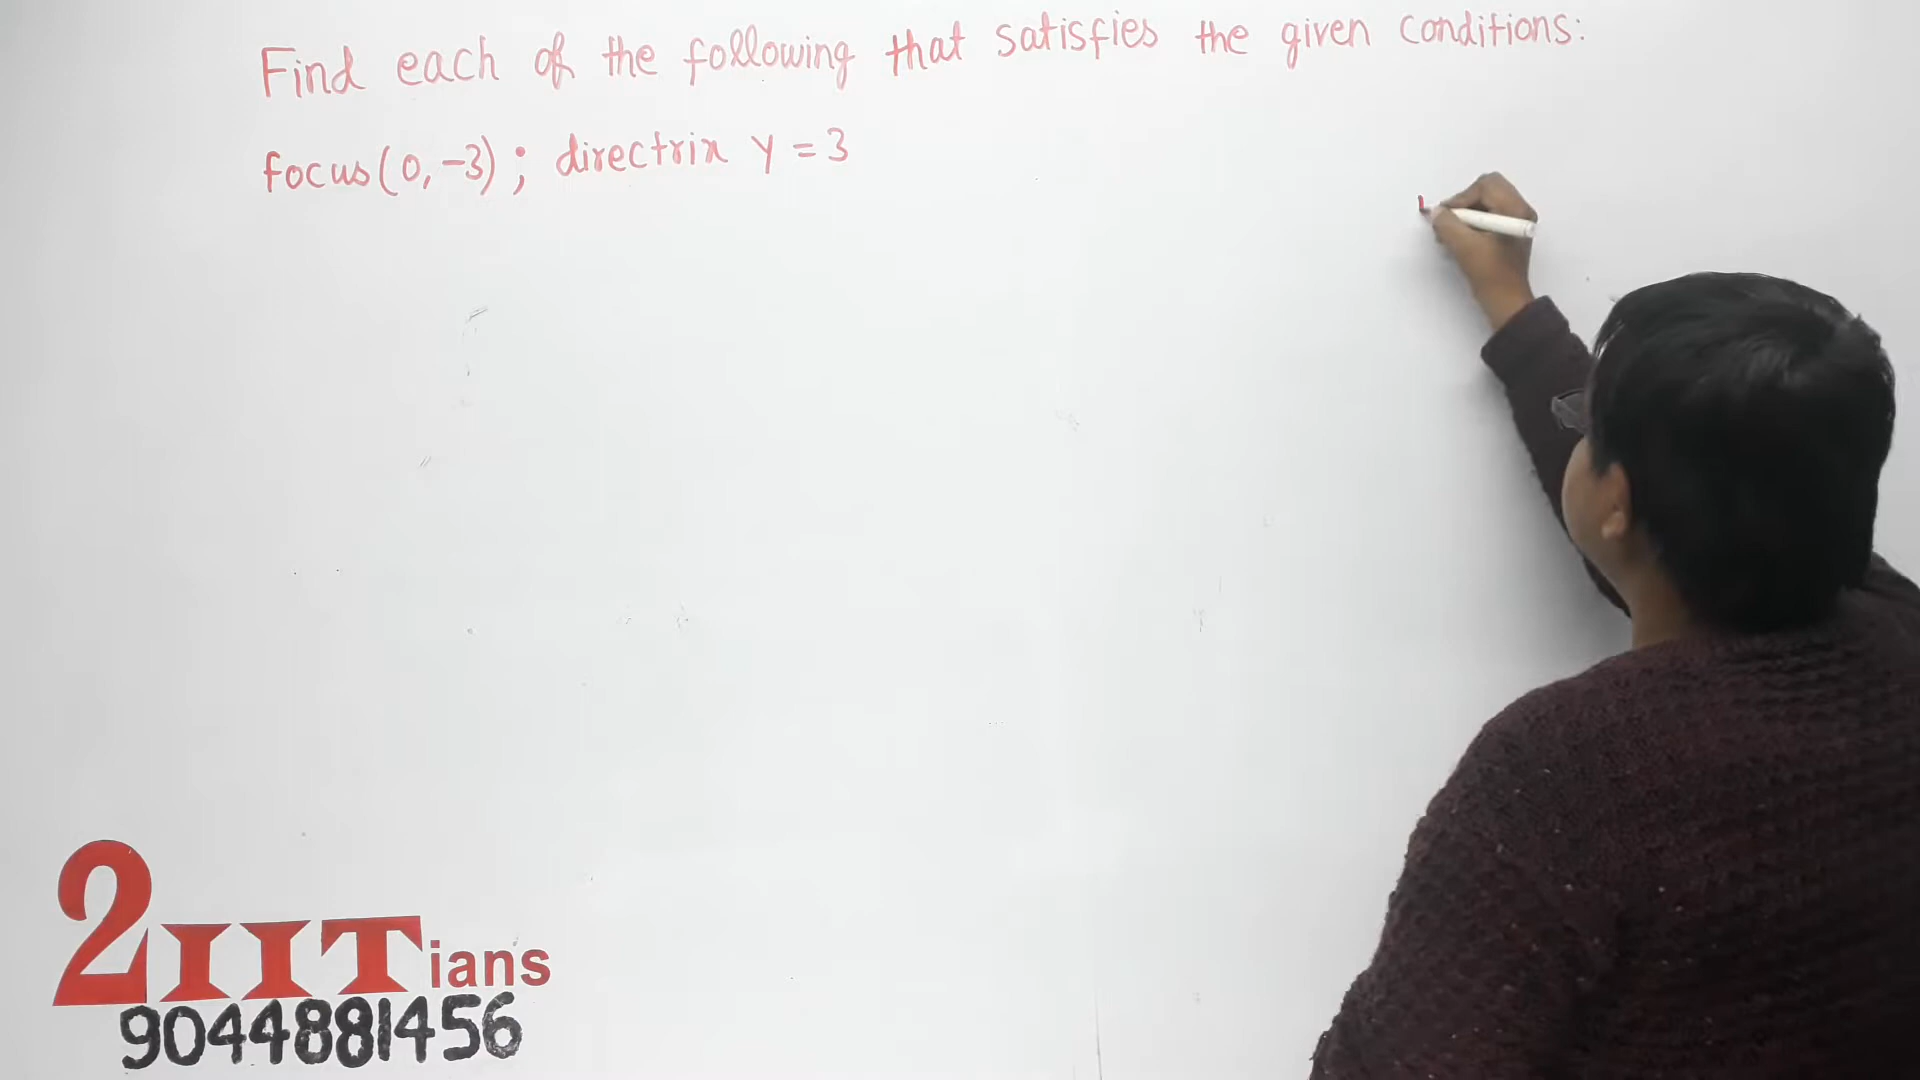 Find each of the following that satisfies the given conditions:
focus (0, -3) ; directrix y = 3
2IITians
9044881456